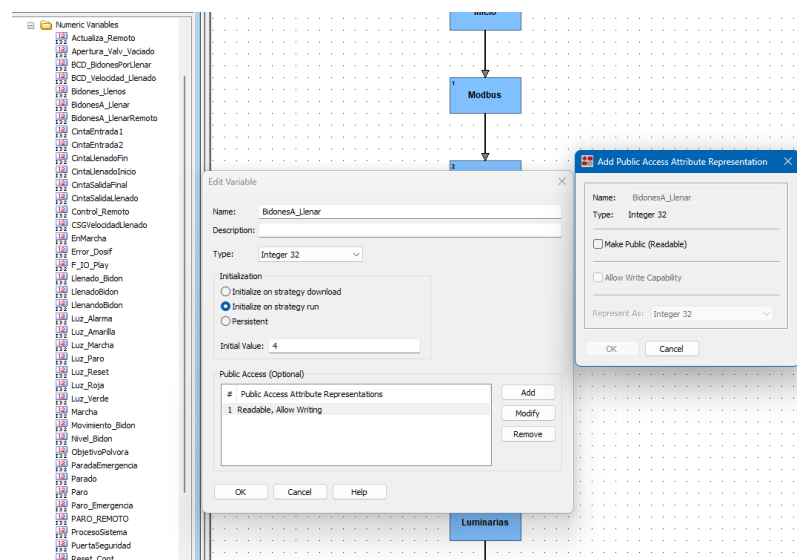 Numeric Variables
Actualiza_Remoto
Apertura_Valv_Vaciado
BCD_BidonesPorLlenar
BCD_Velocidad_Llenado
Bidones_Llenos
BidonesA_Llenar
BidonesA_LlenarRemoto
CintaEntrada1
CintaEntrada2
CintaLlenadoFin
CintaLlenadoInicio
CintaSalidaFinal
CintaSalidaLlenado
Control_Remoto
CSGVelocidadLlenado
EnMarcha
Error_Dosif
F_IO_Play
Llenado_Bidon
LlenadoBidon
LlenandoBidon
Luz_Alarma
Luz_Amarilla
Luz_Marcha
Luz_Paro
Luz_Reset
Luz_Roja
Luz_Verde
Marcha
Movimiento_Bidon
Nivel_Bidon
ObjetivoPolvora
ParadaEmergencia
Parado
Paro
Paro_Emergencia
PARO_REMOTO
ProcesoSistema
PuertaSeguridad
Reset_Cont
Inicio
1
Modbus
2
Edit Variable
Name: BidonesA_Llenar
Description:
Type: Integer 32
Initialization
Initialize on strategy download
Initialize on strategy run
Persistent
Initial Value: 4
Public Access (Optional)
# Public Access Attribute Representations
1 Readable, Allow Writing
Add
Modify
Remove
OK Cancel Help
Luminarias
Add Public Access Attribute Representation
Name: BidonesA_Llenar
Type: Integer 32
Make Public (Readable)
Allow Write Capability
Represent As: Integer 32
OK Cancel